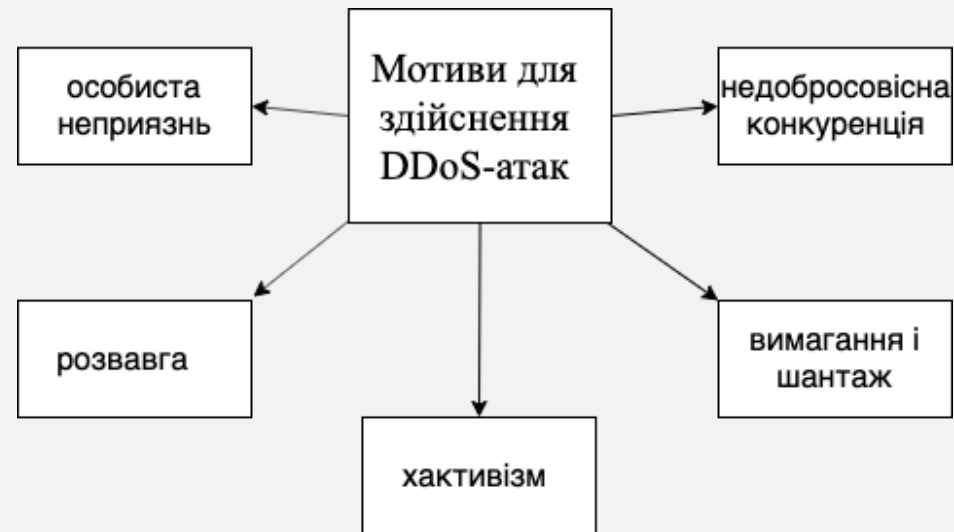 Мотиви для
здійснення
DDoS-атак
особиста
неприязнь
недобросовісна
конкуренція
розвавга
вимагання і
шантаж
хактивізм